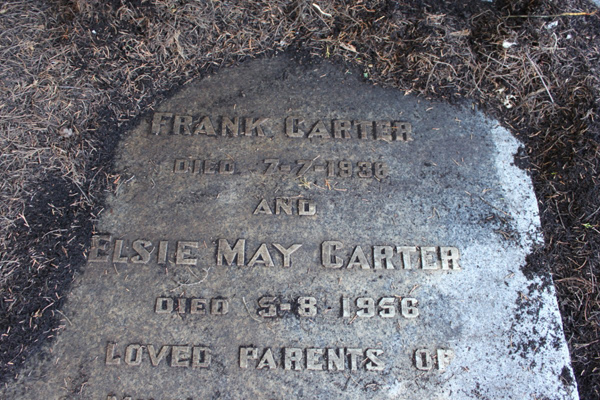 FRANK CARTER
DIED 7-7-1936
AND
ELSIE MAY CARTER
DIED 5-8-1956
LOVED PARENTS OF